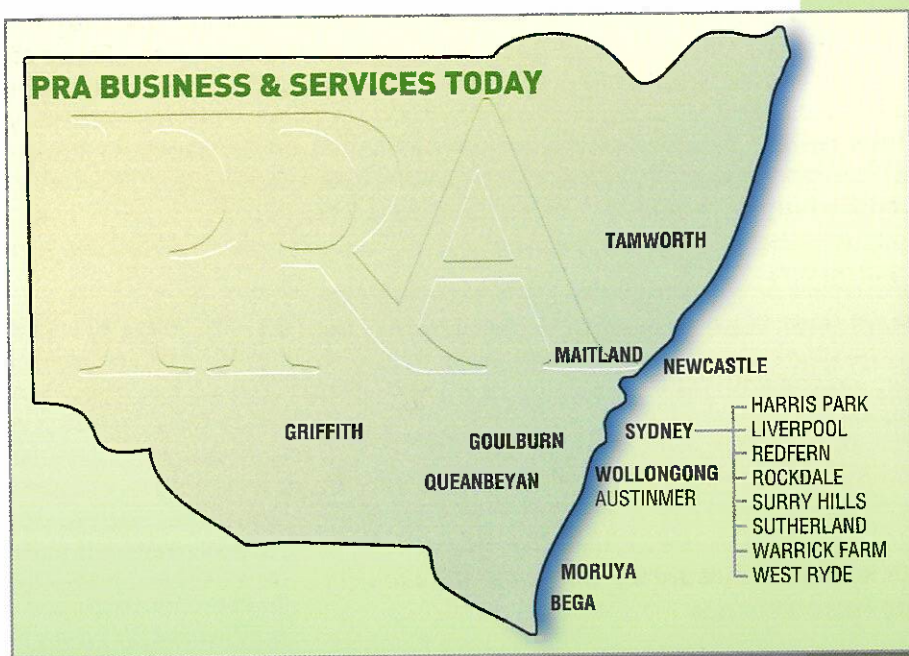 PRA BUSINESS & SERVICES TODAY
PRA
TAMWORTH
MAITLAND
NEWCASTLE
GRIFFITH
GOULBURN
SYDNEY
HARRIS PARK
LIVERPOOL
REDFERN
ROCKDALE
SURRY HILLS
SUTHERLAND
WARRICK FARM
WEST RYDE
QUEANBEYAN
WOLLONGONG
AUSTINMER
MORUYA
BEGA